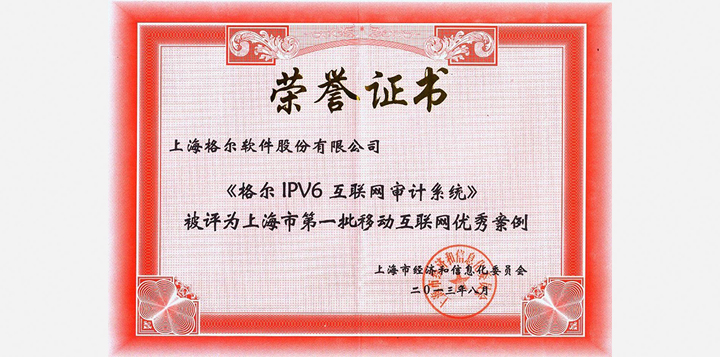 荣誉证书
上海格尔软件股份有限公司
《格尔 IPV6 互联网审计系统》
被评为上海市第一批移动互联网优秀案例
上海市经济和信息化委员会
二〇一三年八月